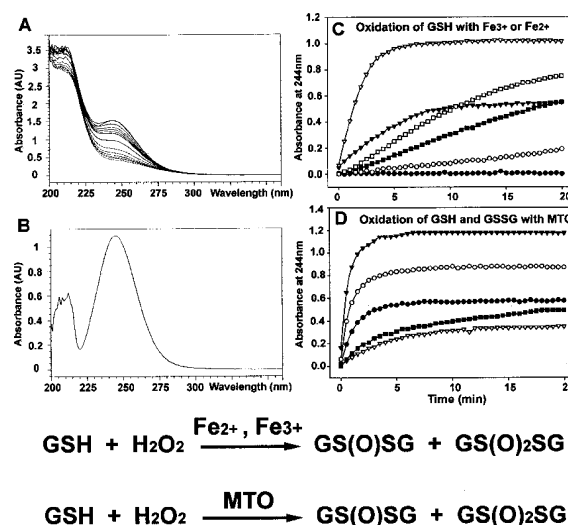 A
3.5
3
2.5
2
1.5
1
0.5
0
Absorbance (AU)
200 225 250 275 Wavelength (nm)
B
1
0.8
0.6
0.4
0.2
0
Absorbance (AU)
200 225 250 275 Wavelength (nm)
C Oxidation of GSH with Fe3+ or Fe2+
1.2
1.0
0.8
0.6
0.4
0.2
0.0
Absorbance at 244nm
0 5 10 15 20
D Oxidation of GSH and GSSG with MTO
1.2
1.0
0.8
0.6
0.4
0.2
0.0
Absorbance at 244nm
0 5 10 15
Time (min)
GSH + H2O2 Fe2+ , Fe3+ GS(O)SG + GS(O)2SG
GSH + H2O2 MTO GS(O)SG + GS(O)2SG